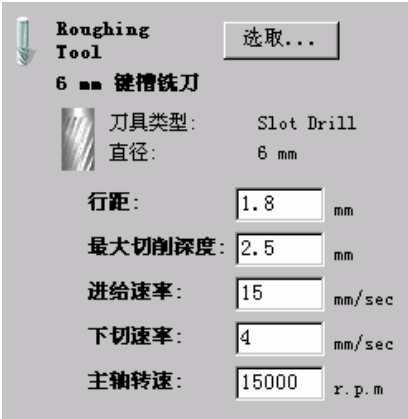 Roughing
Tool
选取...
6 mm 键槽铣刀
刀具类型: Slot Drill
直径: 6 mm
行距: 1.8 mm
最大切削深度: 2.5 mm
进给速率: 15 mm/sec
下切速率: 4 mm/sec
主轴转速: 15000 r.p.m